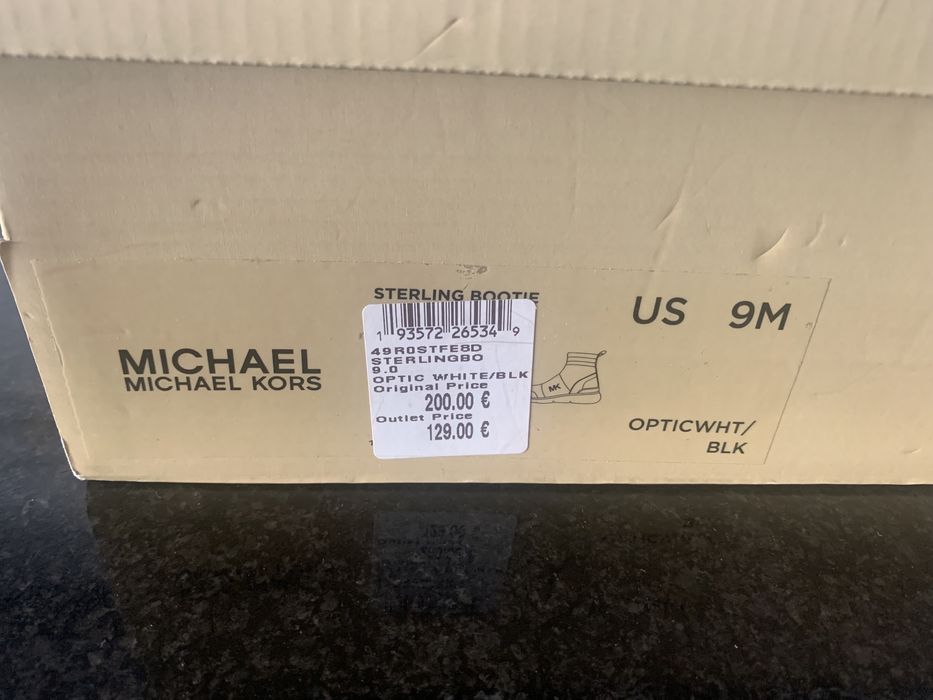 STERLING BOOTIE
US 9M
MICHAEL
MICHAEL KORS
1 93572 26534 9
49R0STFE8D
STERLINGBO
9.0
OPTIC WHITE/BLK
Original Price
200.00 €
Outlet Price
129.00 €
MK
OPTICWHT/
BLK